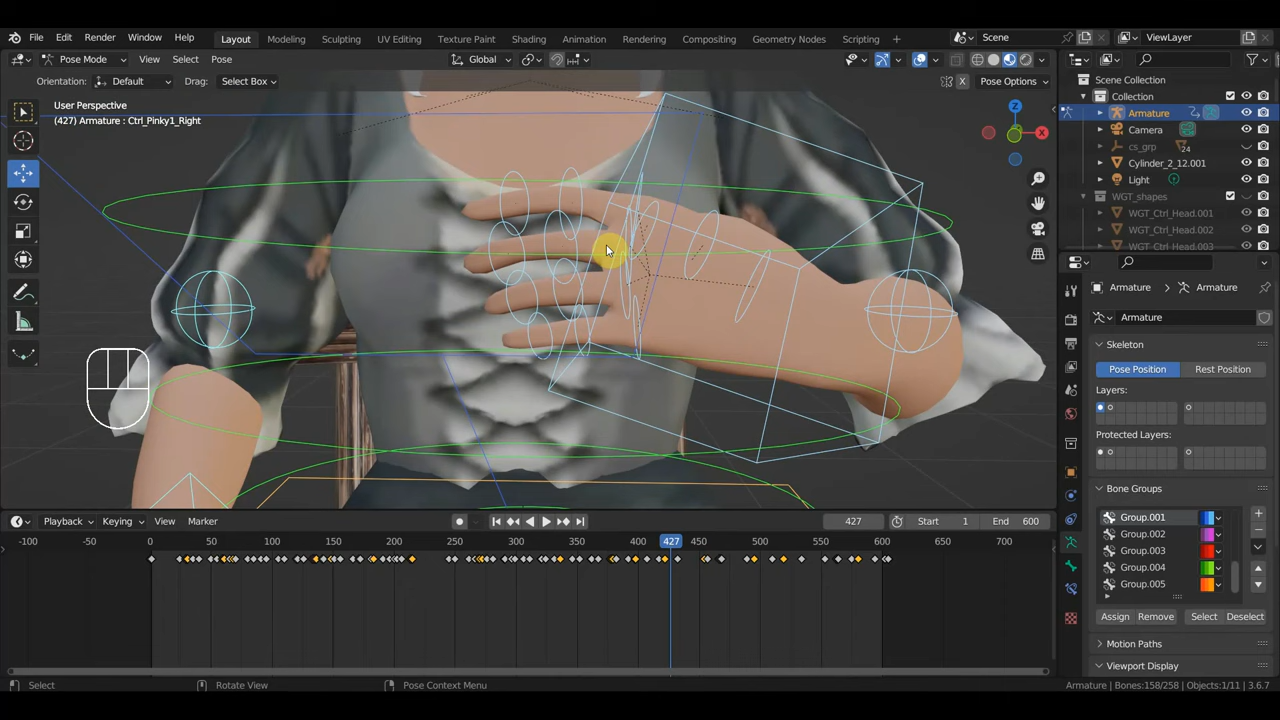 File Edit Render Window Help Layout Modeling Sculpting UV Editing Texture Paint Shading Animation Rendering Compositing Geometry Nodes Scripting + Scene ViewLayer
Pose Mode View Select Pose Global
Orientation: Default Drag: Select Box X Pose Options
User Perspective
(427) Armature : Ctrl_Pinky1_Right
Z
X
Scene Collection
Collection
Armature
Camera
cs_grp 24
Cylinder_2_12.001
Light
WGT_shapes
WGT_Ctrl_Head.001
WGT_Ctrl_Head.002
WGT_Ctrl_Head.003
Armature Armature
Armature
Skeleton
Pose Position Rest Position
Layers:
Protected Layers:
Bone Groups
Group.001
Group.002
Group.003
Group.004
Group.005
Assign Remove Select Deselect
Motion Paths
Viewport Display
Playback Keying View Marker 427 Start 1 End 600
-100 -50 0 50 100 150 200 250 300 350 400 427 450 500 550 600 650 700
Select Rotate View Pose Context Menu Armature | Bones:158/258 | Objects:1/11 | 3.6.7